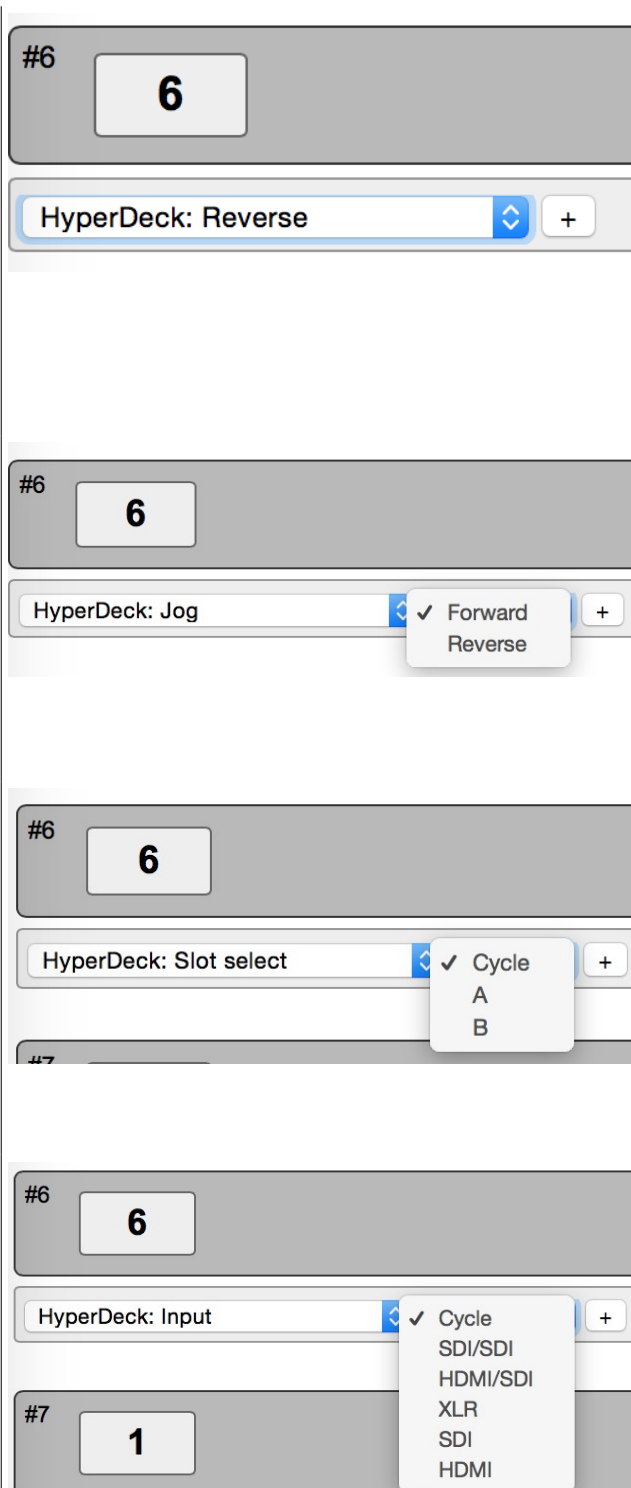 #6
6
HyperDeck: Reverse +
#6
6
HyperDeck: Jog ✓ Forward +
Reverse
#6
6
HyperDeck: Slot select ✓ Cycle +
A
B
#7
#6
6
HyperDeck: Input ✓ Cycle +
SDI/SDI
HDMI/SDI
XLR
SDI
HDMI
#7
1